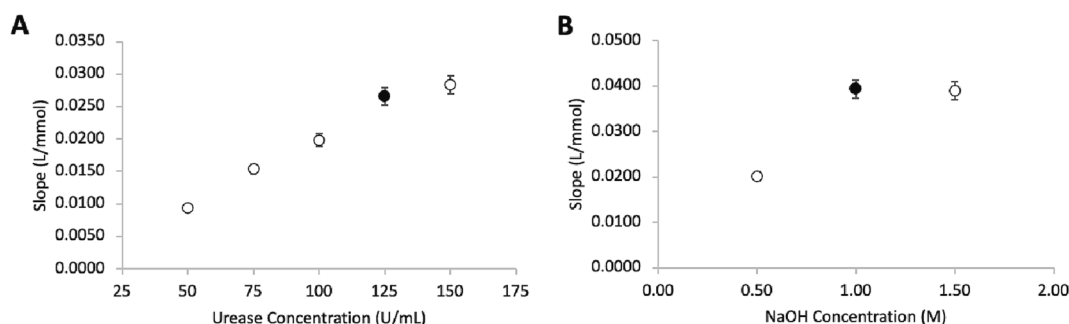 A
B
0.0350
0.0300
0.0250
0.0200
0.0150
0.0100
0.0050
0.0000
Slope (L/mmol)
25 50 75 100 125 150 175
Urease Concentration (U/mL)
0.0500
0.0400
0.0300
0.0200
0.0100
0.0000
Slope (L/mmol)
0.00 0.50 1.00 1.50 2.00
NaOH Concentration (M)